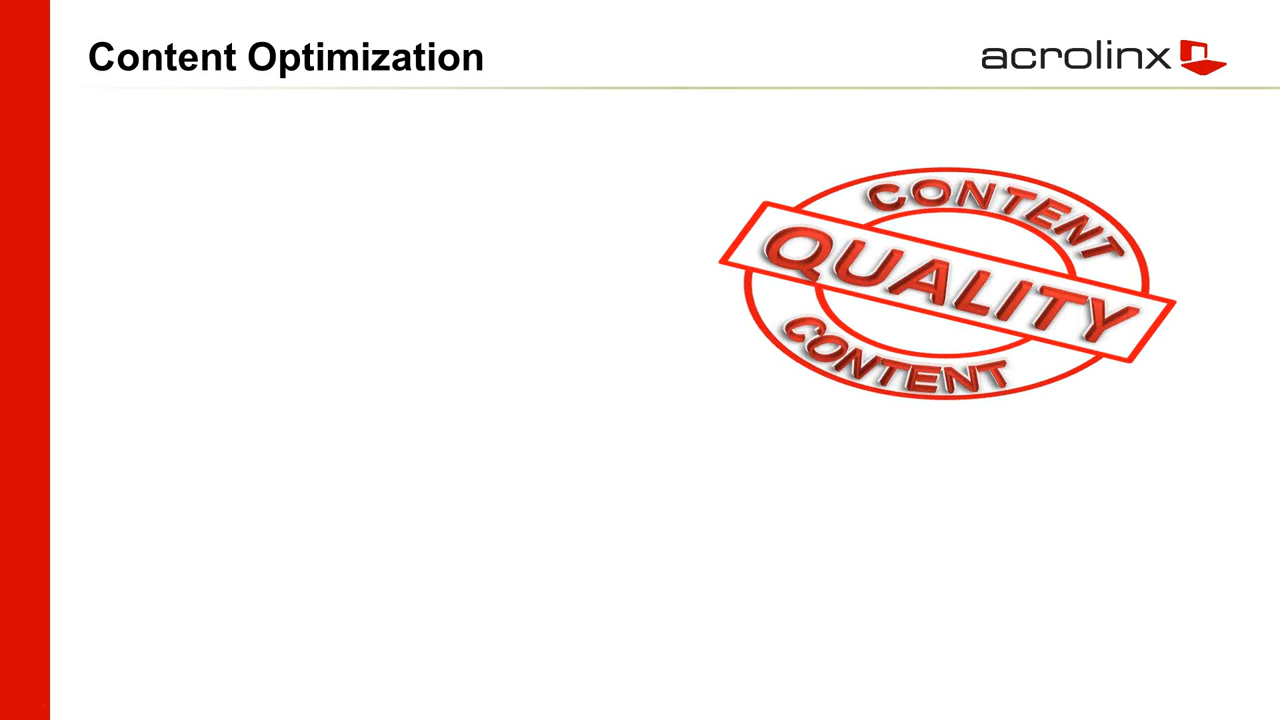 Content Optimization
acrolinx
CONTENT
QUALITY
CONTENT